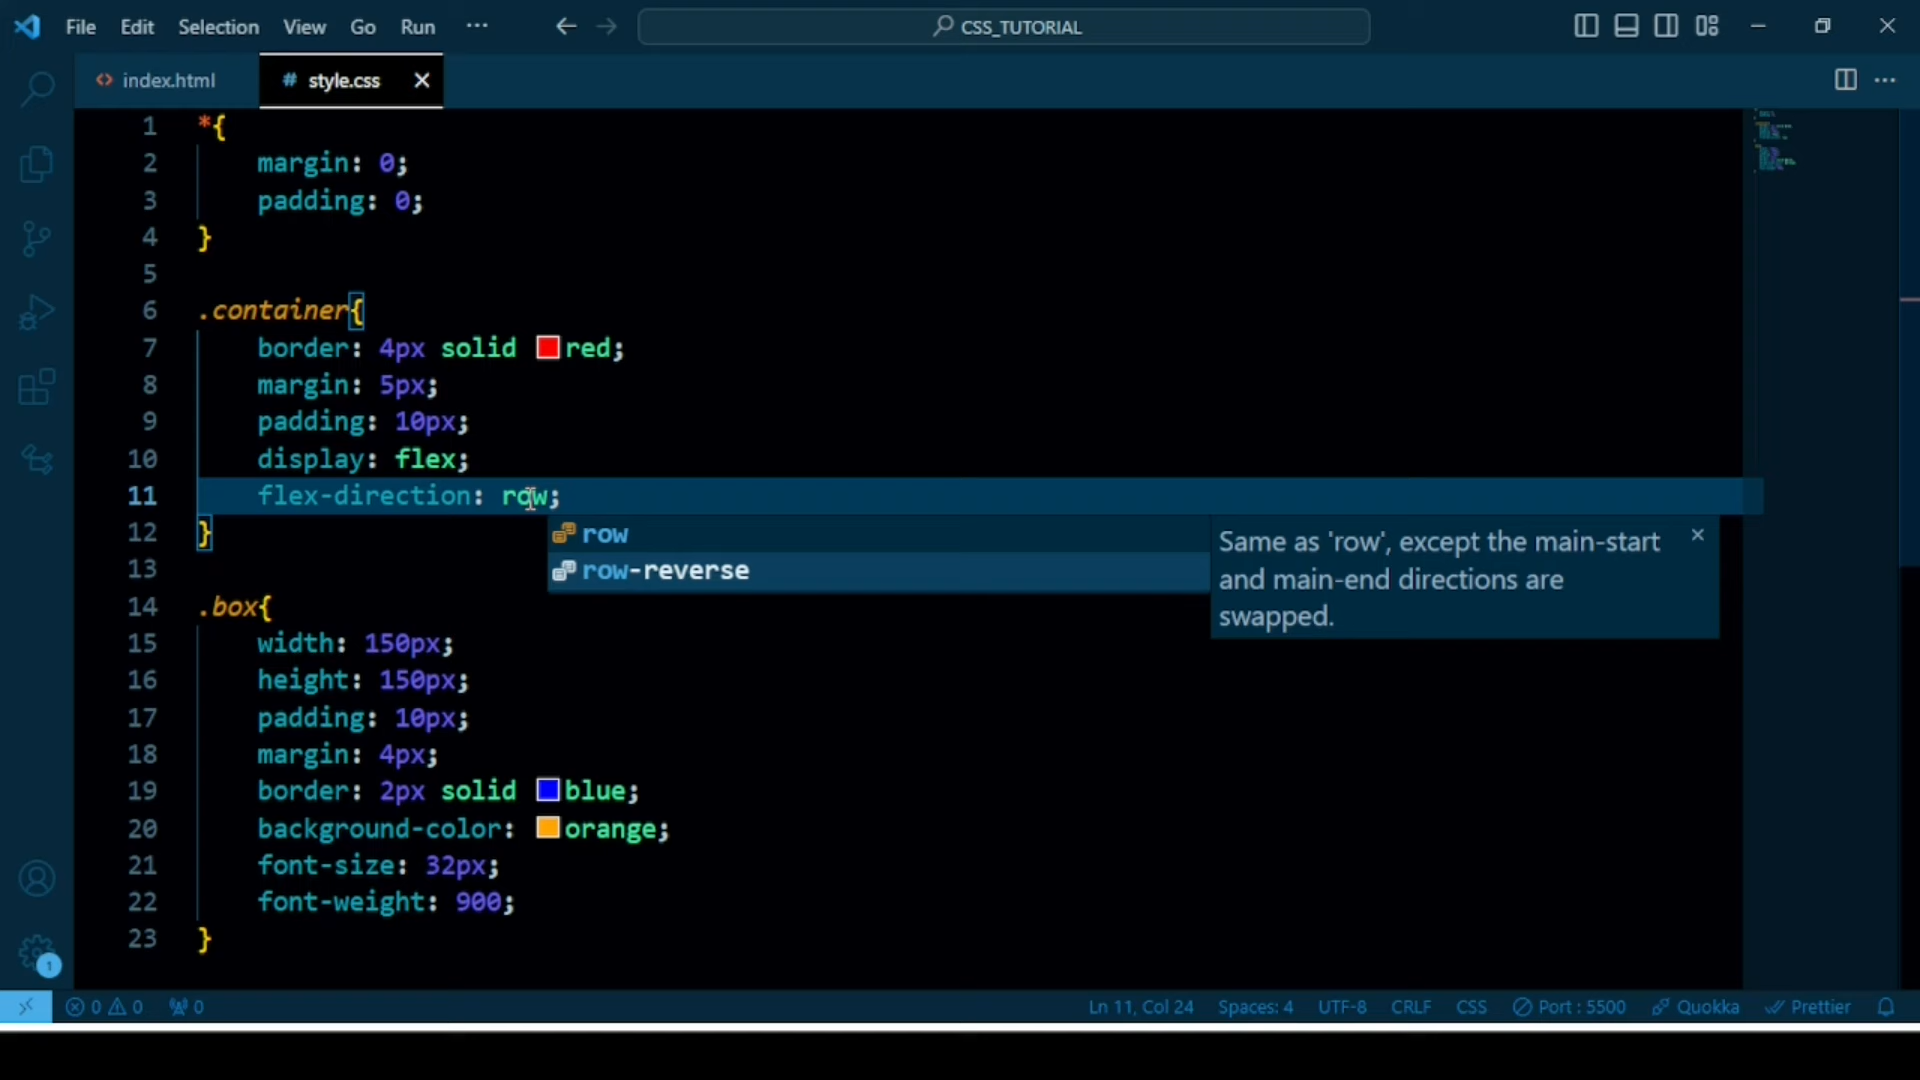 File Edit Selection View Go Run ··· CSS_TUTORIAL
index.html # style.css
1 *{
2 margin: 0;
3 padding: 0;
4 }
5
6 .container{
7 border: 4px solid red;
8 margin: 5px;
9 padding: 10px;
10 display: flex;
11 flex-direction: row;
12 }
row
row-reverse
Same as 'row', except the main-start
and main-end directions are
swapped.
13
14 .box{
15 width: 150px;
16 height: 150px;
17 padding: 10px;
18 margin: 4px;
19 border: 2px solid blue;
20 background-color: orange;
21 font-size: 32px;
22 font-weight: 900;
23 }
1
0 0 0 Ln 11, Col 24 Spaces: 4 UTF-8 CRLF CSS Port : 5500 Quokka Prettier